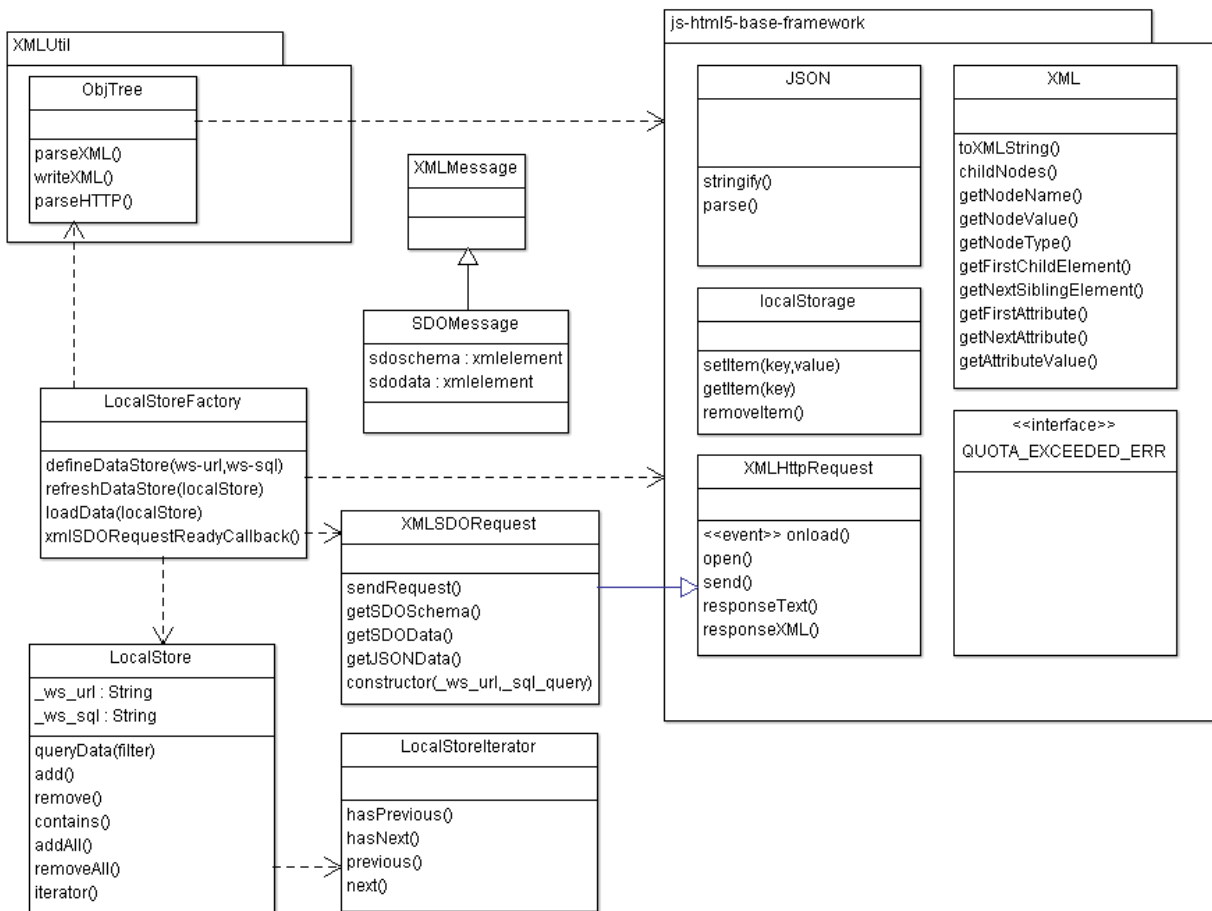 js-html5-base-framework
XMLUtil
ObjTree
parseXML()
writeXML()
parseHTTP()
XMLMessage
SDOMessage
sdoschema : xmlelement
sdodata : xmlelement
JSON
stringify()
parse()
XML
toXMLString()
childNodes()
getNodeName()
getNodeValue()
getNodeType()
getFirstChildElement()
getNextSiblingElement()
getFirstAttribute()
getNextAttribute()
getAttributeValue()
localStorage
setItem(key,value)
getItem(key)
removeItem()
<<interface>>
QUOTA_EXCEEDED_ERR
XMLHttpRequest
<<event>> onload()
open()
send()
responseText()
responseXML()
LocalStoreFactory
defineDataStore(ws-url,ws-sql)
refreshDataStore(localStore)
loadData(localStore)
xmlSDORequestReadyCallback()
XMLSDORequest
sendRequest()
getSDOSchema()
getSDOData()
getJSONData()
constructor(_ws_url,_sql_query)
LocalStore
_ws_url : String
_ws_sql : String
queryData(filter)
add()
remove()
contains()
addAll()
removeAll()
iterator()
LocalStoreIterator
hasPrevious()
hasNext()
previous()
next()